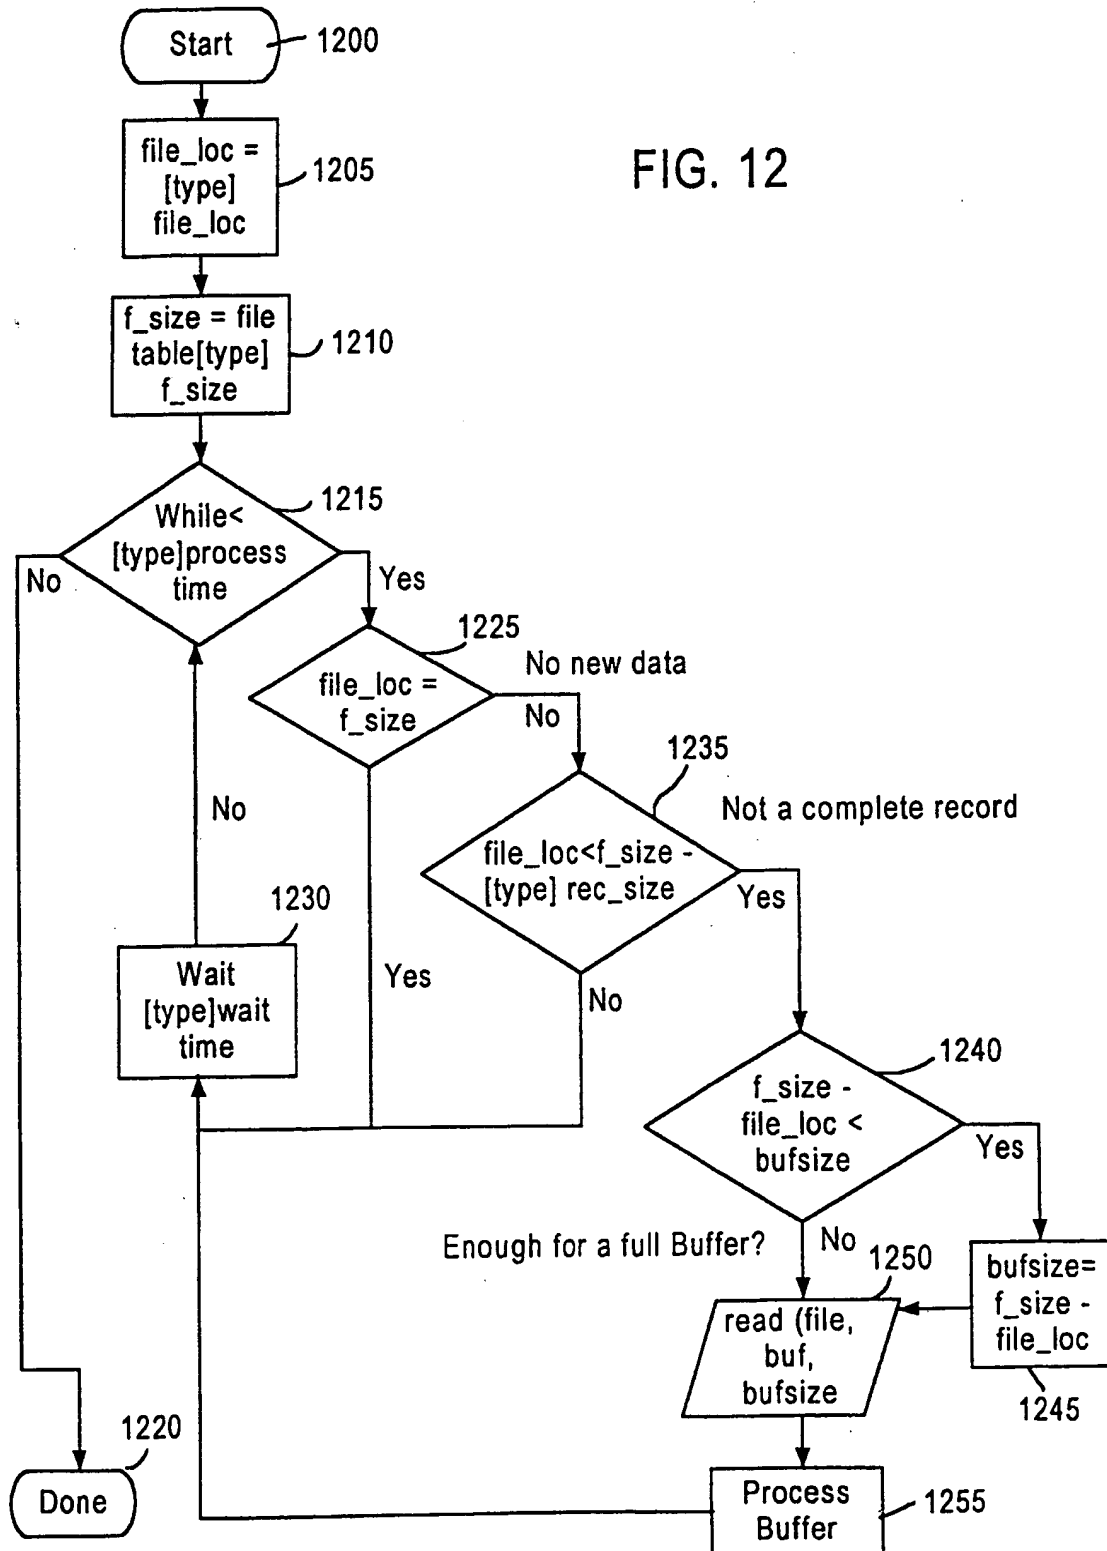 Start
1200
file_loc =
[type]
file_loc
1205
FIG. 12
f_size = file
table[type]
f_size
1210
While<
[type]process
time
1215
No
Yes
file_loc =
f_size
1225
No new data
No
Yes
file_loc<f_size -
[type] rec_size
1235
Not a complete record
Yes
No
No
1230
Wait
[type]wait
time
f_size -
file_loc <
bufsize
1240
Yes
Enough for a full Buffer?
No
1250
bufsize=
f_size -
file_loc
1245
read (file,
buf,
bufsize
1220
Done
Process
Buffer
1255